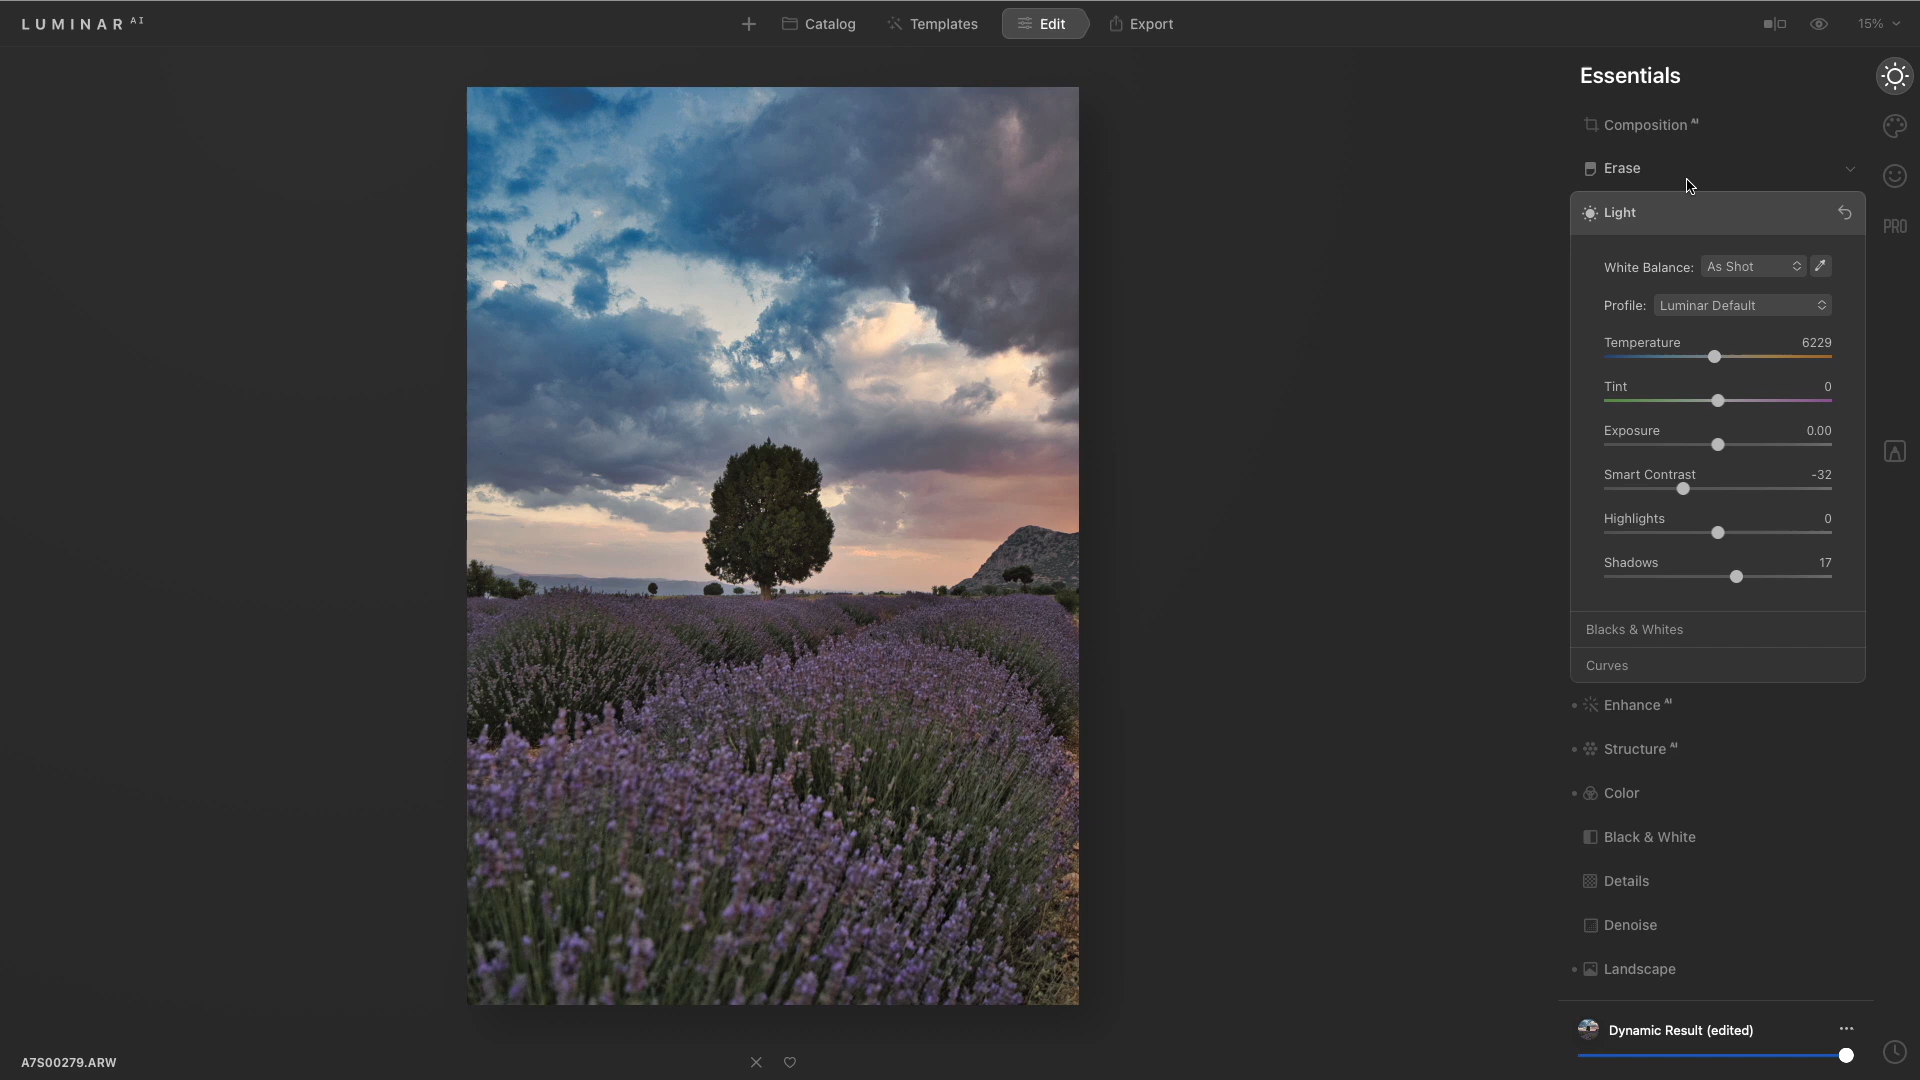 LUMINAR AI
Catalog
Templates
Edit
Export
15%
Essentials
Composition AI
Erase
Light
White Balance: As Shot
Profile: Luminar Default
Temperature 6229
Tint 0
Exposure 0.00
Smart Contrast -32
Highlights 0
Shadows 17
Blacks & Whites
Curves
Enhance AI
Structure AI
Color
Black & White
Details
Denoise
Landscape
Dynamic Result (edited)
PRO
A7S00279.ARW